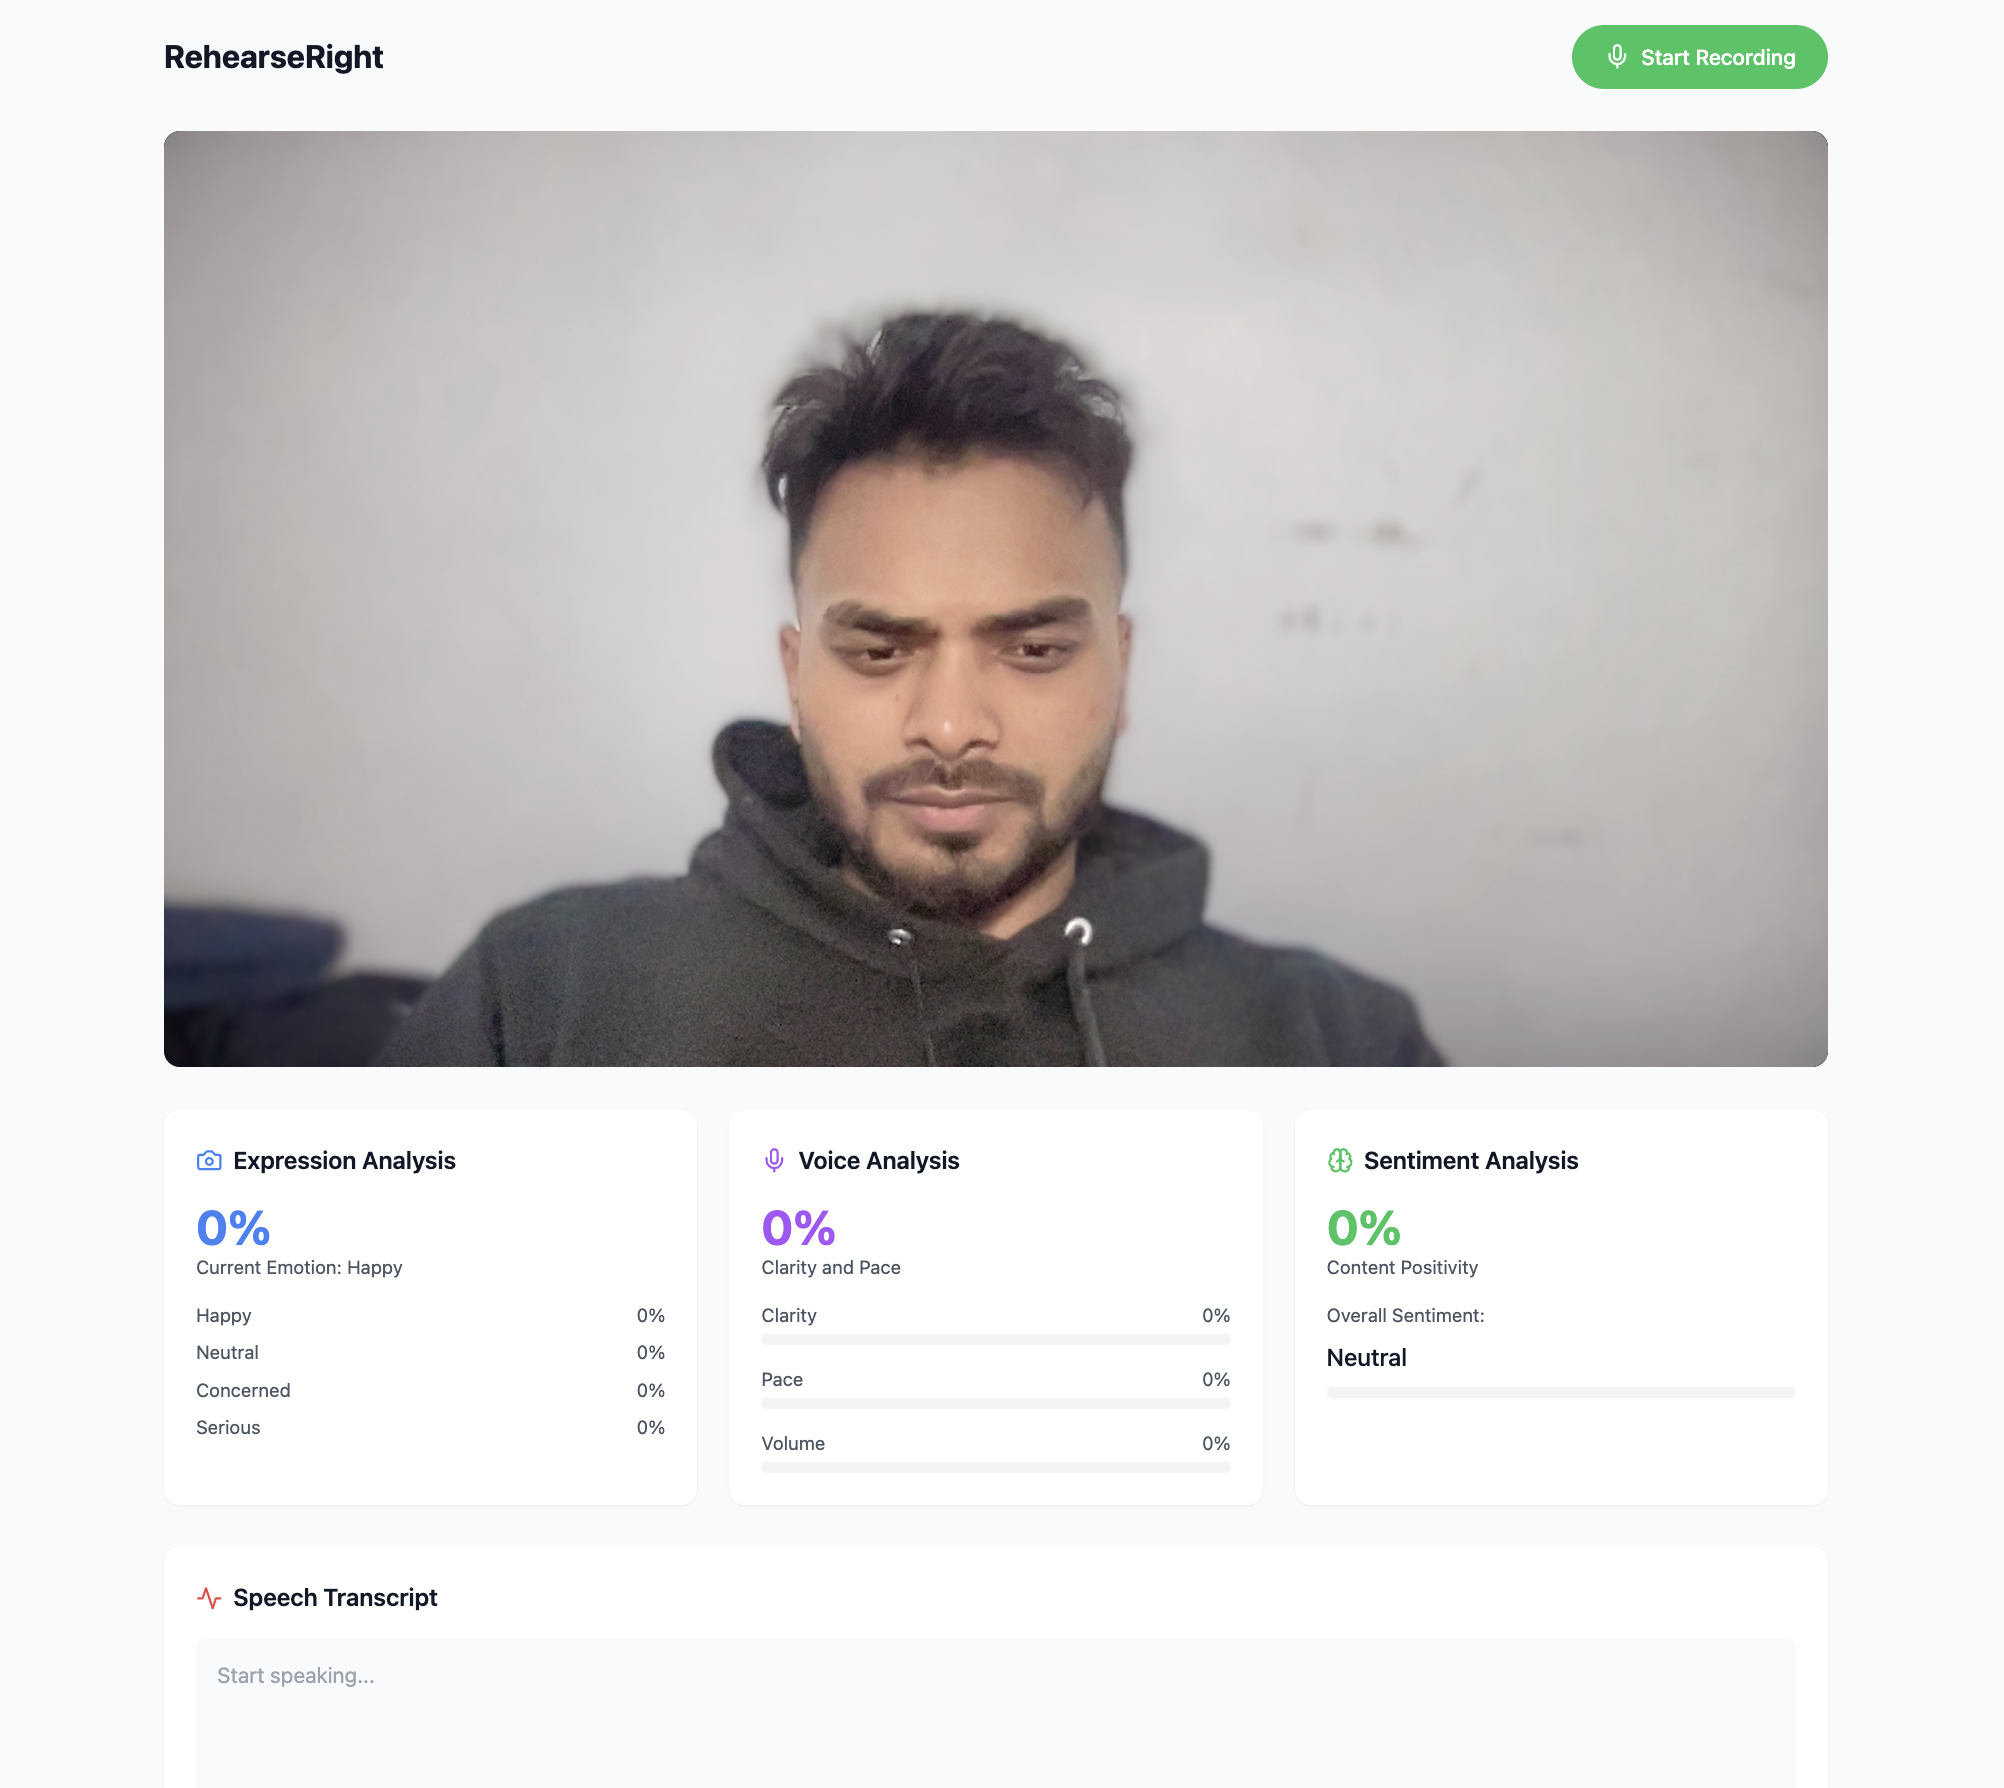 RehearseRight
Start Recording
Expression Analysis
0%
Current Emotion: Happy
Happy 0%
Neutral 0%
Concerned 0%
Serious 0%
Voice Analysis
0%
Clarity and Pace
Clarity 0%
Pace 0%
Volume 0%
Sentiment Analysis
0%
Content Positivity
Overall Sentiment:
Neutral
Speech Transcript
Start speaking...